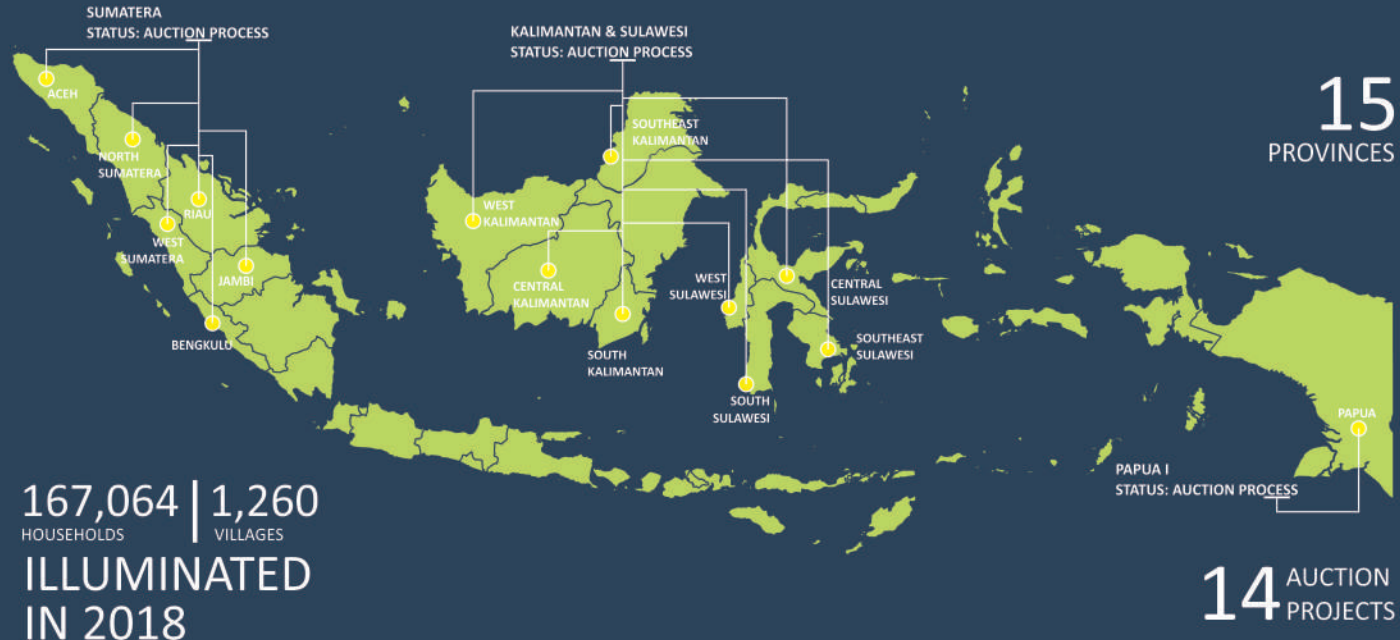 SUMATERA
STATUS: AUCTION PROCESS
KALIMANTAN & SULAWESI
STATUS: AUCTION PROCESS
15
PROVINCES
ACEH
NORTH
SUMATERA
RIAU
WEST
SUMATERA
JAMBI
BENGKULU
SOUTHEAST
KALIMANTAN
WEST
KALIMANTAN
CENTRAL
KALIMANTAN
SOUTH
KALIMANTAN
WEST
SULAWESI
CENTRAL
SULAWESI
SOUTHEAST
SULAWESI
SOUTH
SULAWESI
PAPUA
PAPUA I
STATUS: AUCTION PROCESS
167,064 | 1,260
HOUSEHOLDS VILLAGES
ILLUMINATED
IN 2018
14 AUCTION
PROJECTS